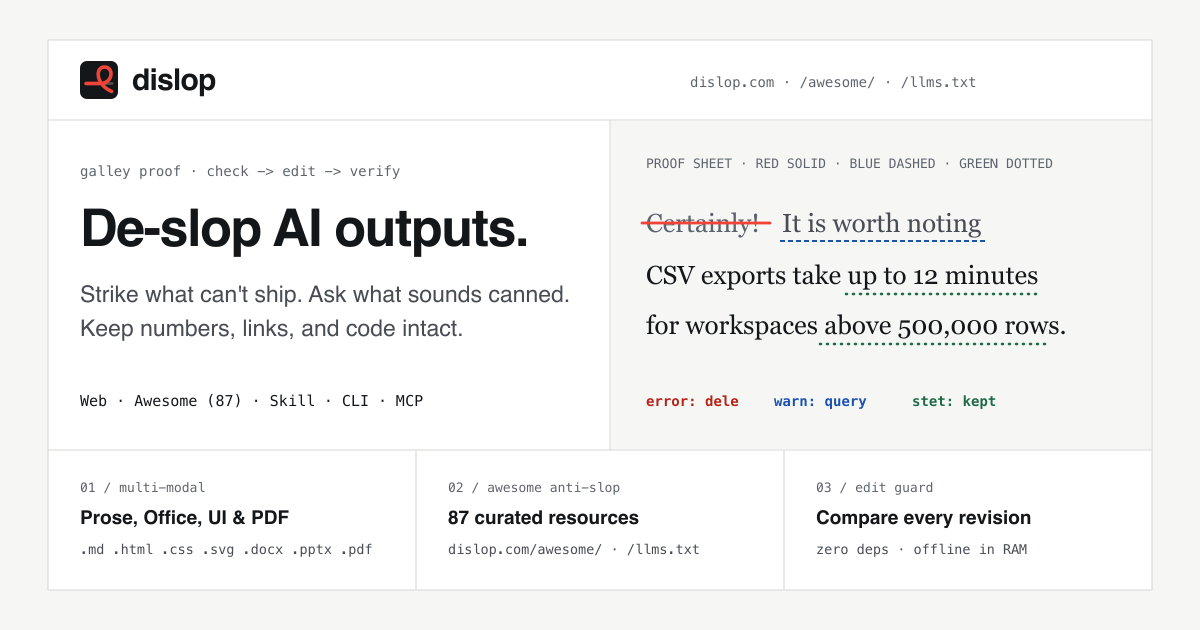 dislop
dislop.com · /awesome/ · /llms.txt
galley proof · check -> edit -> verify
De-slop AI outputs.
Strike what can't ship. Ask what sounds canned.
Keep numbers, links, and code intact.
Web · Awesome (87) · Skill · CLI · MCP
PROOF SHEET · RED SOLID · BLUE DASHED · GREEN DOTTED
Certainly! It is worth noting
CSV exports take up to 12 minutes
for workspaces above 500,000 rows.
error: dele warn: query stet: kept
01 / multi-modal
Prose, Office, UI & PDF
.md .html .css .svg .docx .pptx .pdf
02 / awesome anti-slop
87 curated resources
dislop.com/awesome/ · /llms.txt
03 / edit guard
Compare every revision
zero deps · offline in RAM